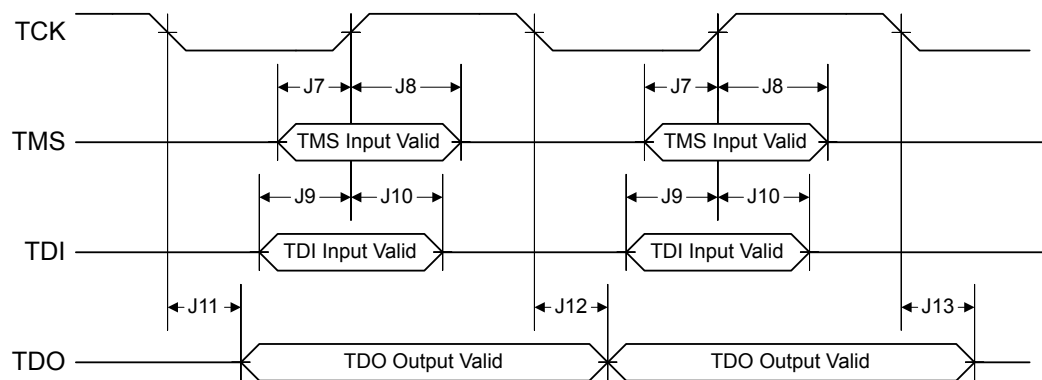 TCK
J7 J8 J7 J8
TMS TMS Input Valid TMS Input Valid
J9 J10 J9 J10
TDI TDI Input Valid TDI Input Valid
J11 J12 J13
TDO TDO Output Valid TDO Output Valid